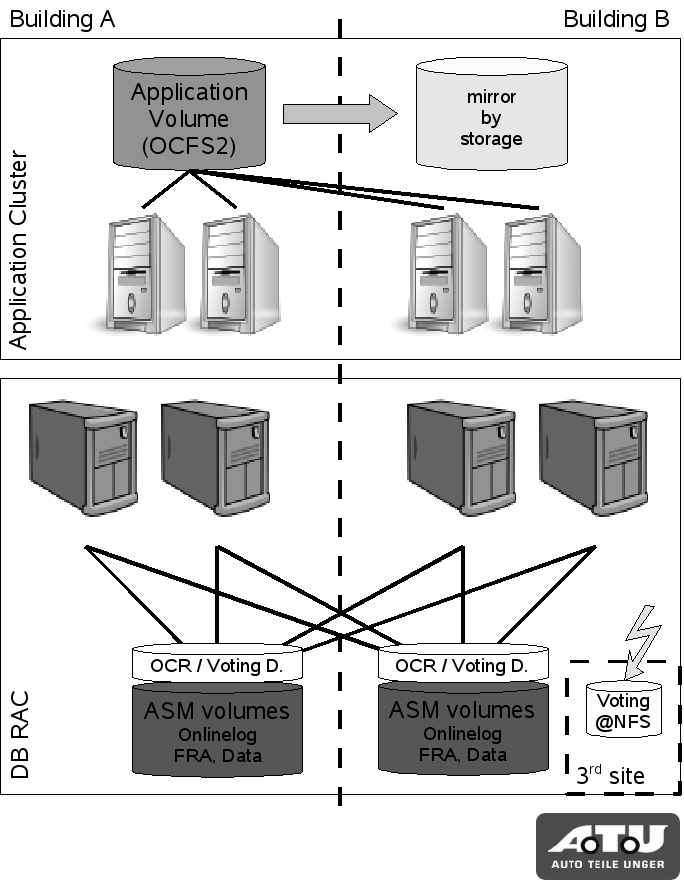 Building A
Building B
Application Cluster
Application
Volume
(OCFS2)
mirror
by
storage
DB RAC
OCR / Voting D.
ASM volumes
Onlinelog
FRA, Data
OCR / Voting D.
ASM volumes
Onlinelog
FRA, Data
Voting
@NFS
3rd site
ATU
AUTO TEILE UNGER